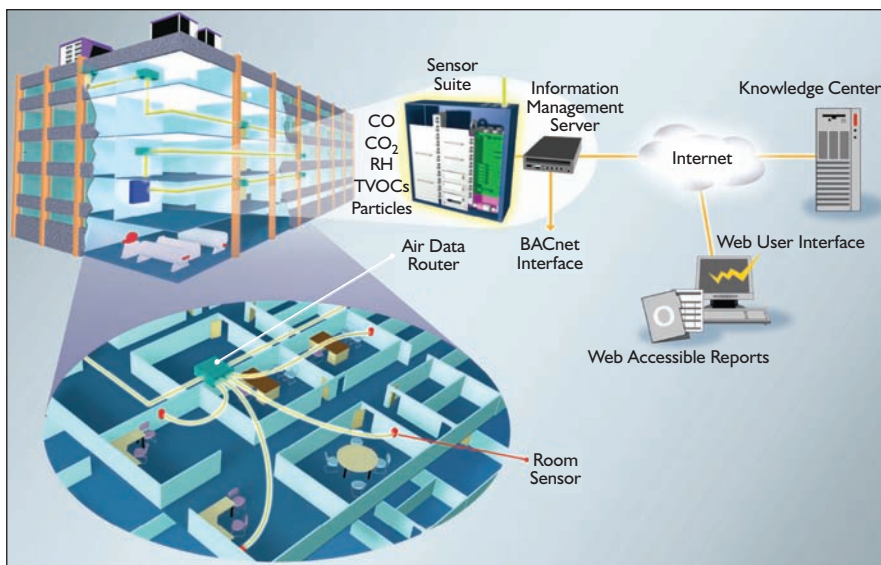 Sensor
Suite
Information
Management
Server
Knowledge Center
CO
CO₂
RH
TVOCs
Particles
Internet
Air Data
Router
BACnet
Interface
Web User Interface
Web Accessible Reports
Room
Sensor